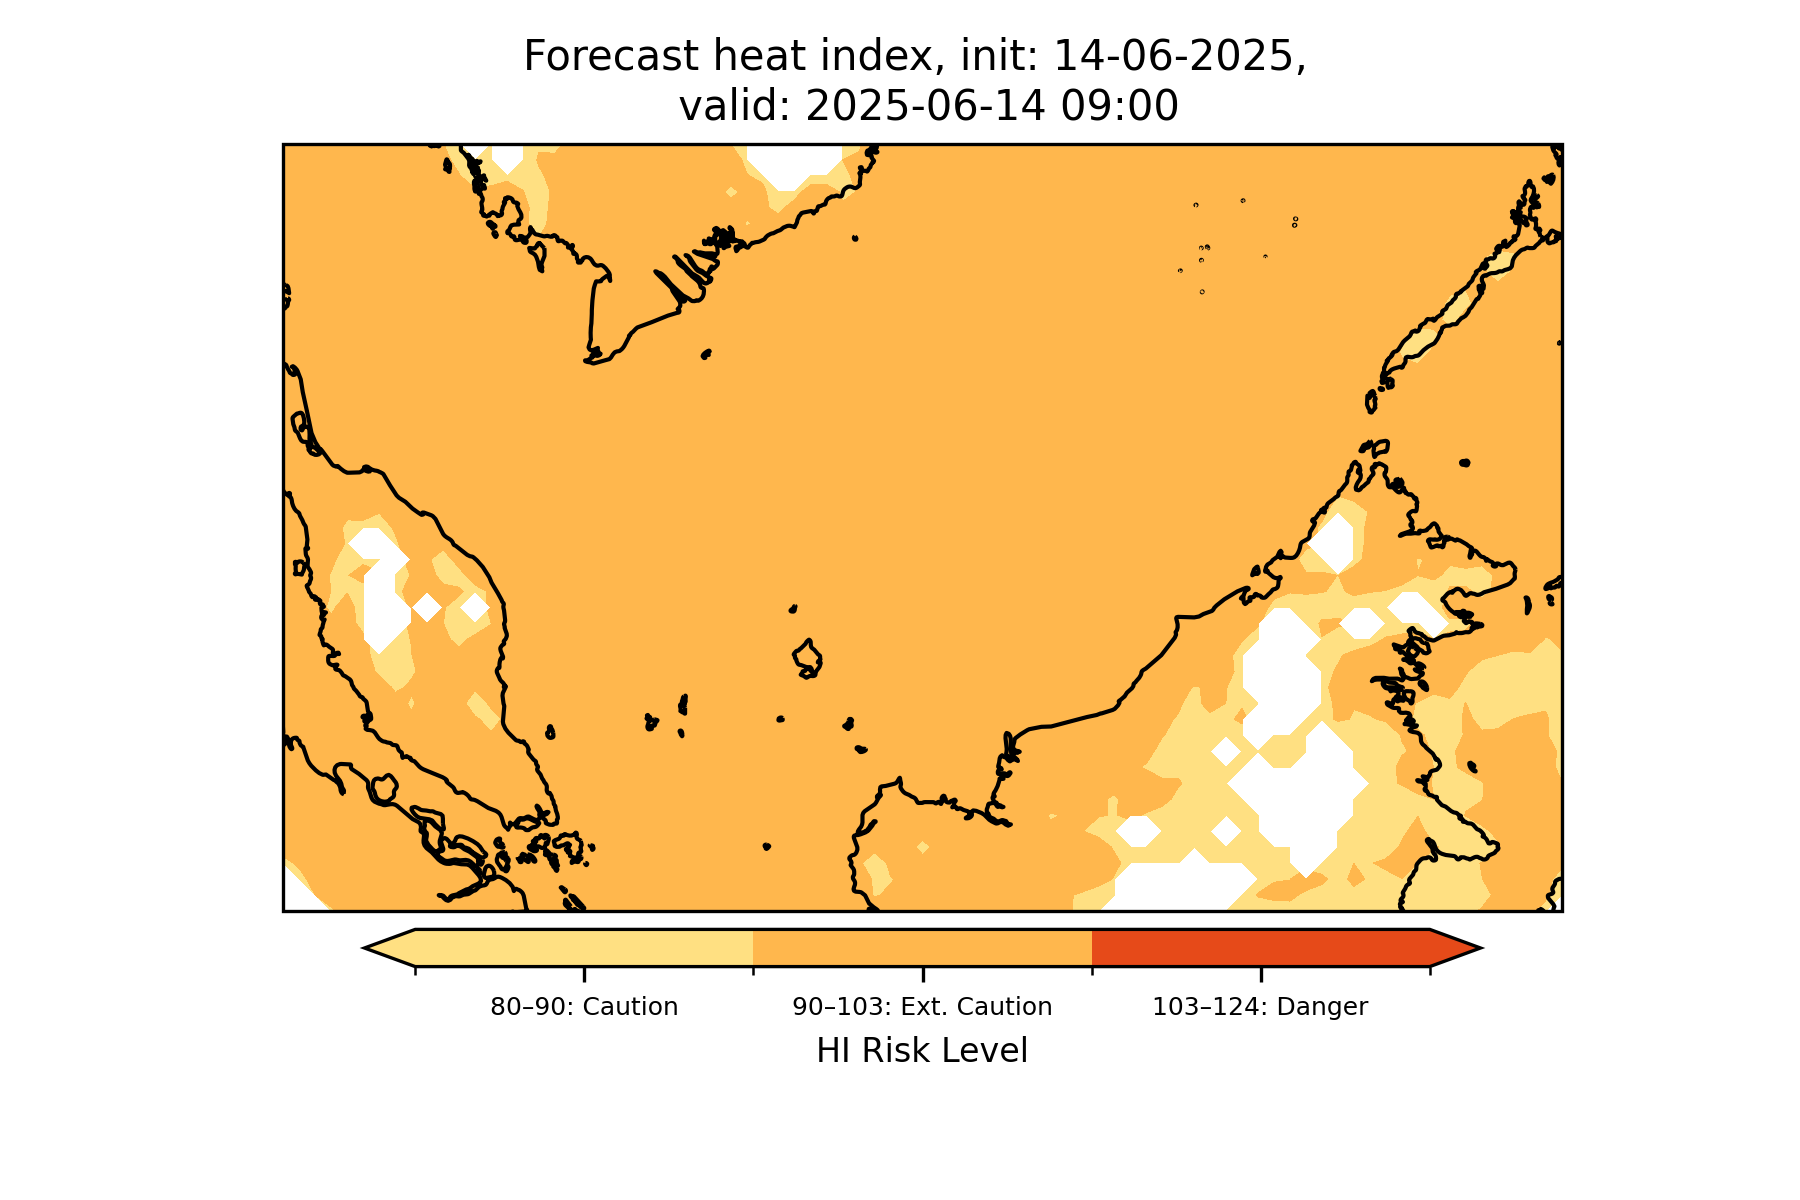 Forecast heat index, init: 14-06-2025,
valid: 2025-06-14 09:00
80–90: Caution
90–103: Ext. Caution
103–124: Danger
HI Risk Level